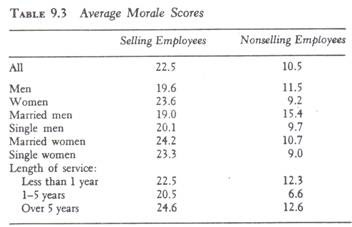 TABLE 9.3 Average Morale Scores
Selling Employees Nonselling Employees
All 22.5 10.5
Men 19.6 11.5
Women 23.6 9.2
Married men 19.0 15.4
Single men 20.1 9.7
Married women 24.2 10.7
Single women 23.3 9.0
Length of service:
Less than 1 year 22.5 12.3
1–5 years 20.5 6.6
Over 5 years 24.6 12.6